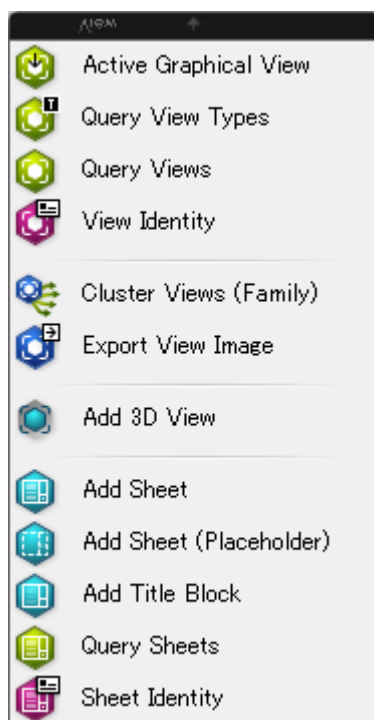 View
Active Graphical View
T
Query View Types
Query Views
View Identity
Cluster Views (Family)
Export View Image
Add 3D View
Add Sheet
Add Sheet (Placeholder)
Add Title Block
Query Sheets
Sheet Identity